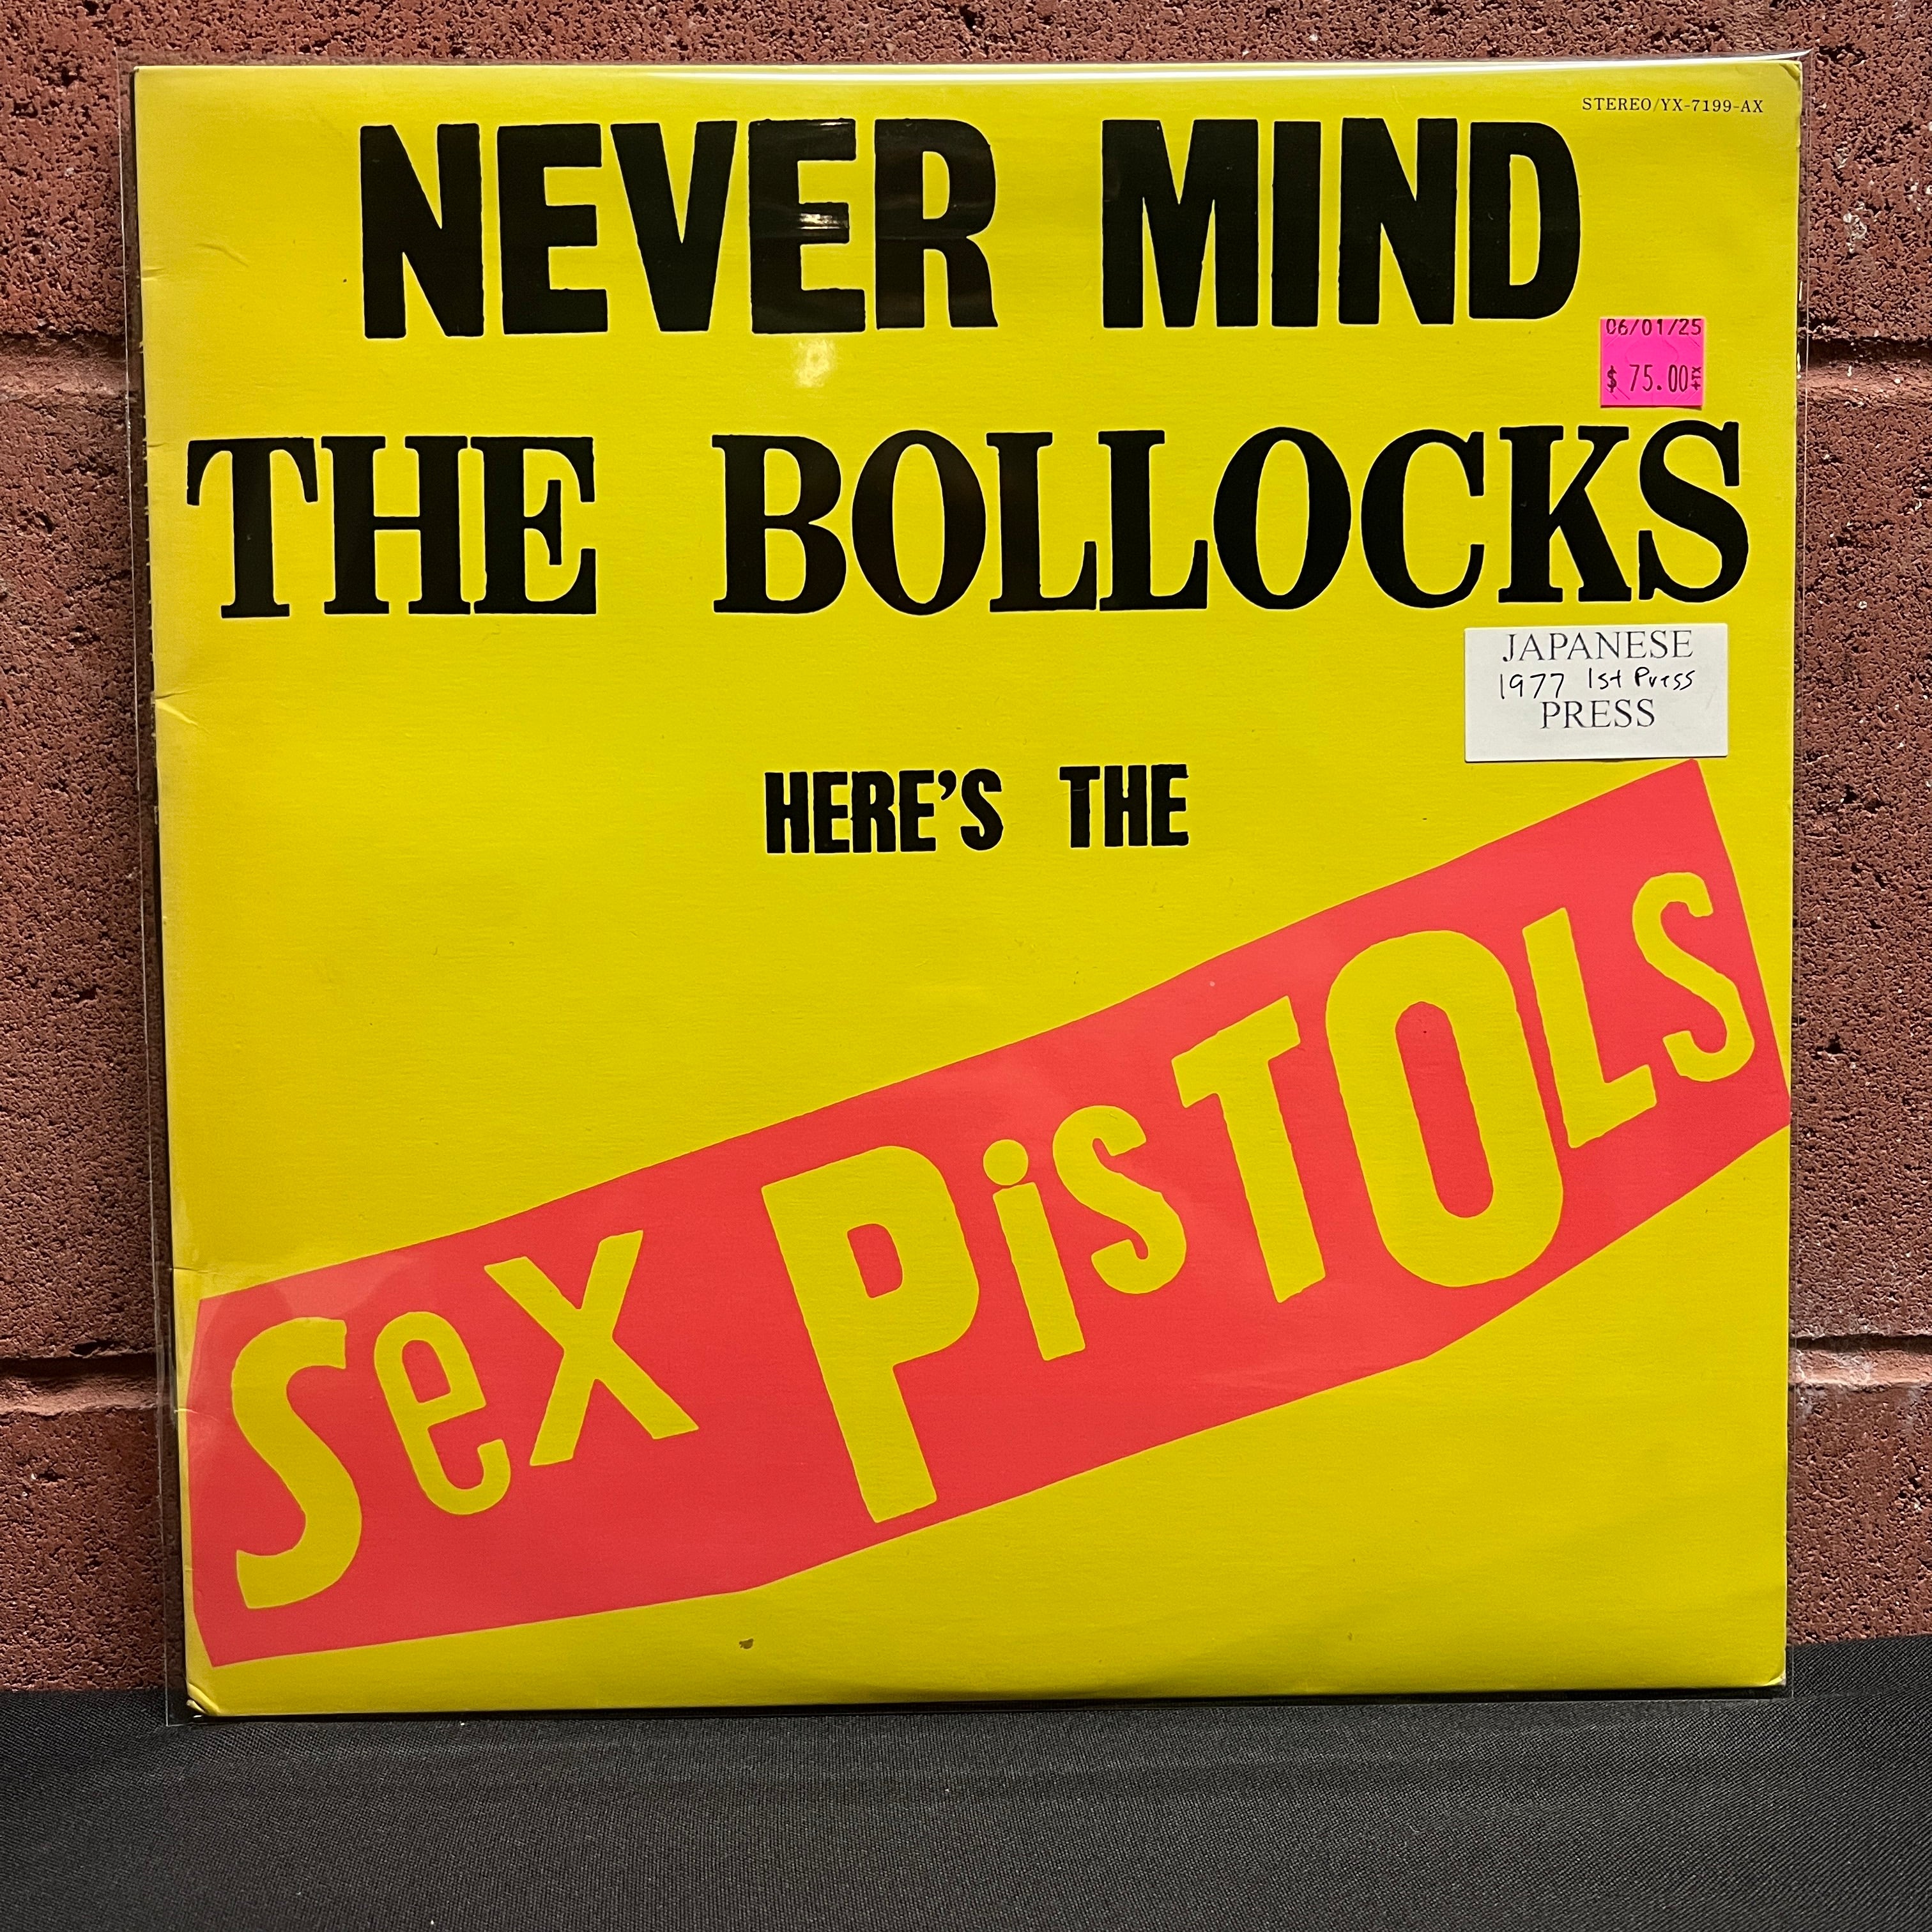 STEREO/YX-7199-AX
NEVER MIND
06/01/25
$ 75.00+TX
THE BOLLOCKS
JAPANESE
1977 1st Press
PRESS
HERE'S THE
SeX PiSTOLS